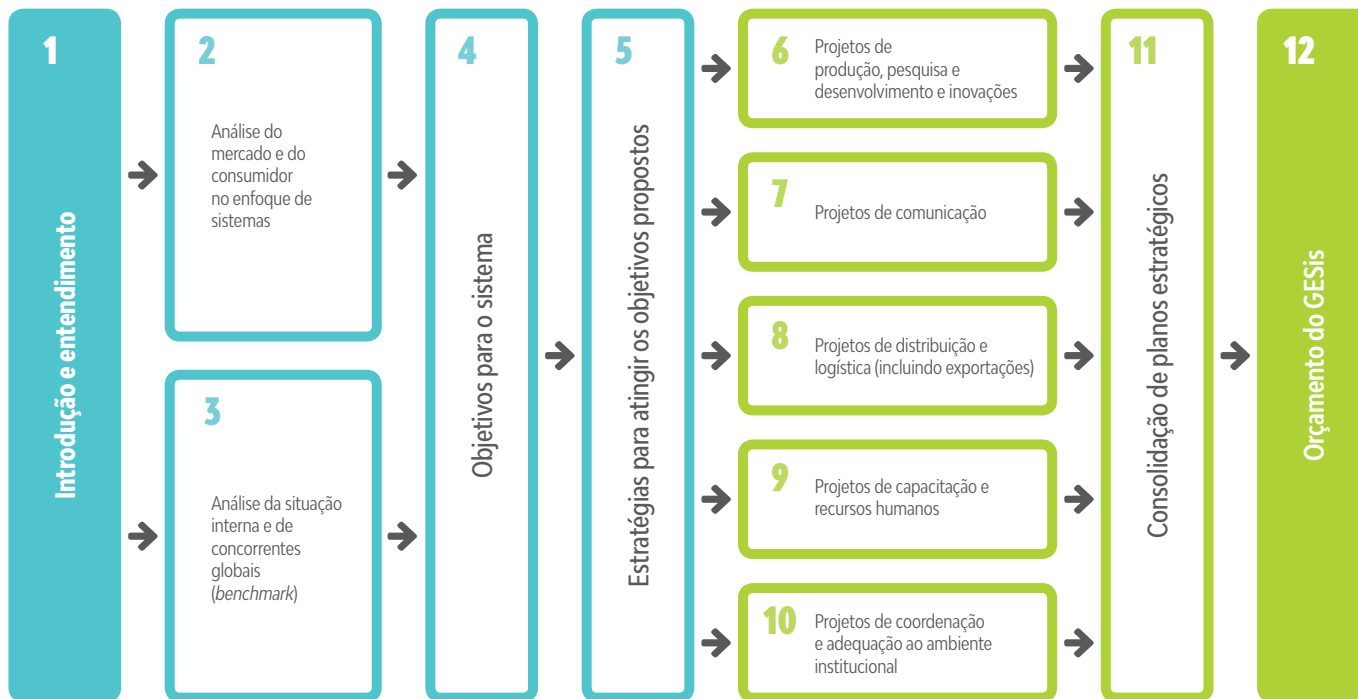 1
Introdução e entendimento
2
Análise do
mercado e do
consumidor
no enfoque de
sistemas
3
Análise da situação
interna e de
concorrentes
globais
(benchmark)
4
Objetivos para o sistema
5
Estratégias para atingir os objetivos propostos
6
Projetos de
produção, pesquisa e
desenvolvimento e inovações
7
Projetos de comunicação
8
Projetos de distribuição e
logística (incluindo exportações)
9
Projetos de capacitação e
recursos humanos
10
Projetos de coordenação
e adequação ao ambiente
institucional
11
Consolidação de planos estratégicos
12
Orçamento do GESis